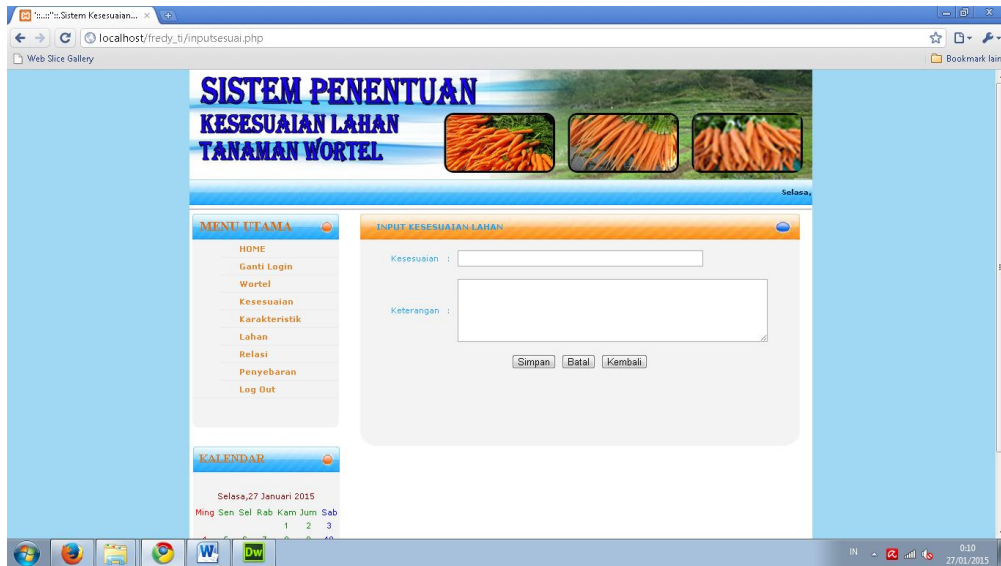 "::..::"::.Sistem Kesesuaian...
localhost/fredy_ti/inputsesuai.php
Web Slice Gallery
Bookmark lain
SISTEM PENENTUAN
KESESUAIAN LAHAN
TANAMAN WORTEL
Selasa,
MENU UTAMA
HOME
Ganti Login
Wortel
Kesesuaian
Karakteristik
Lahan
Relasi
Penyebaran
Log Out
INPUT KESESUAIAN LAHAN
Kesesuaian :
Keterangan :
Simpan Batal Kembali
KALENDAR
Selasa,27 Januari 2015
Ming Sen Sel Rab Kam Jum Sab
1 2 3
W Dw
IN
0:10
27/01/2015